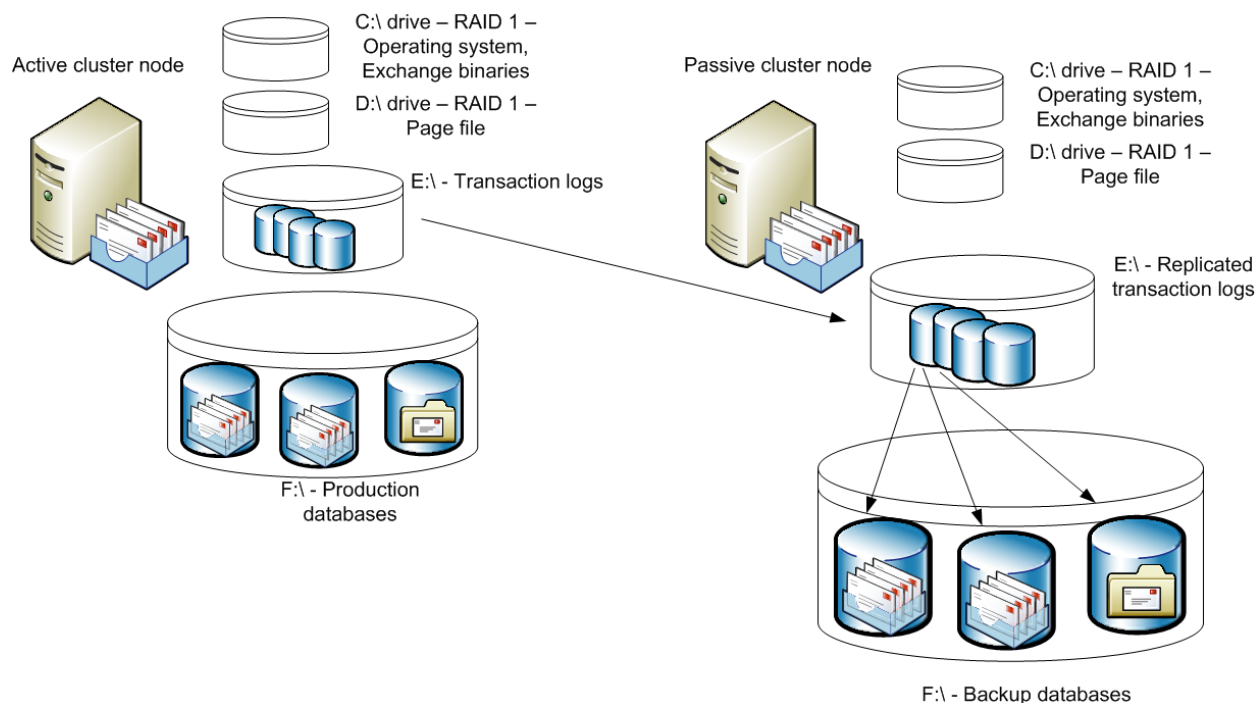 Active cluster node
C:\ drive – RAID 1 –
Operating system,
Exchange binaries
D:\ drive – RAID 1 –
Page file
E:\ - Transaction logs
F:\ - Production
databases
Passive cluster node
C:\ drive – RAID 1 –
Operating system,
Exchange binaries
D:\ drive – RAID 1 –
Page file
E:\ - Replicated
transaction logs
F:\ - Backup databases